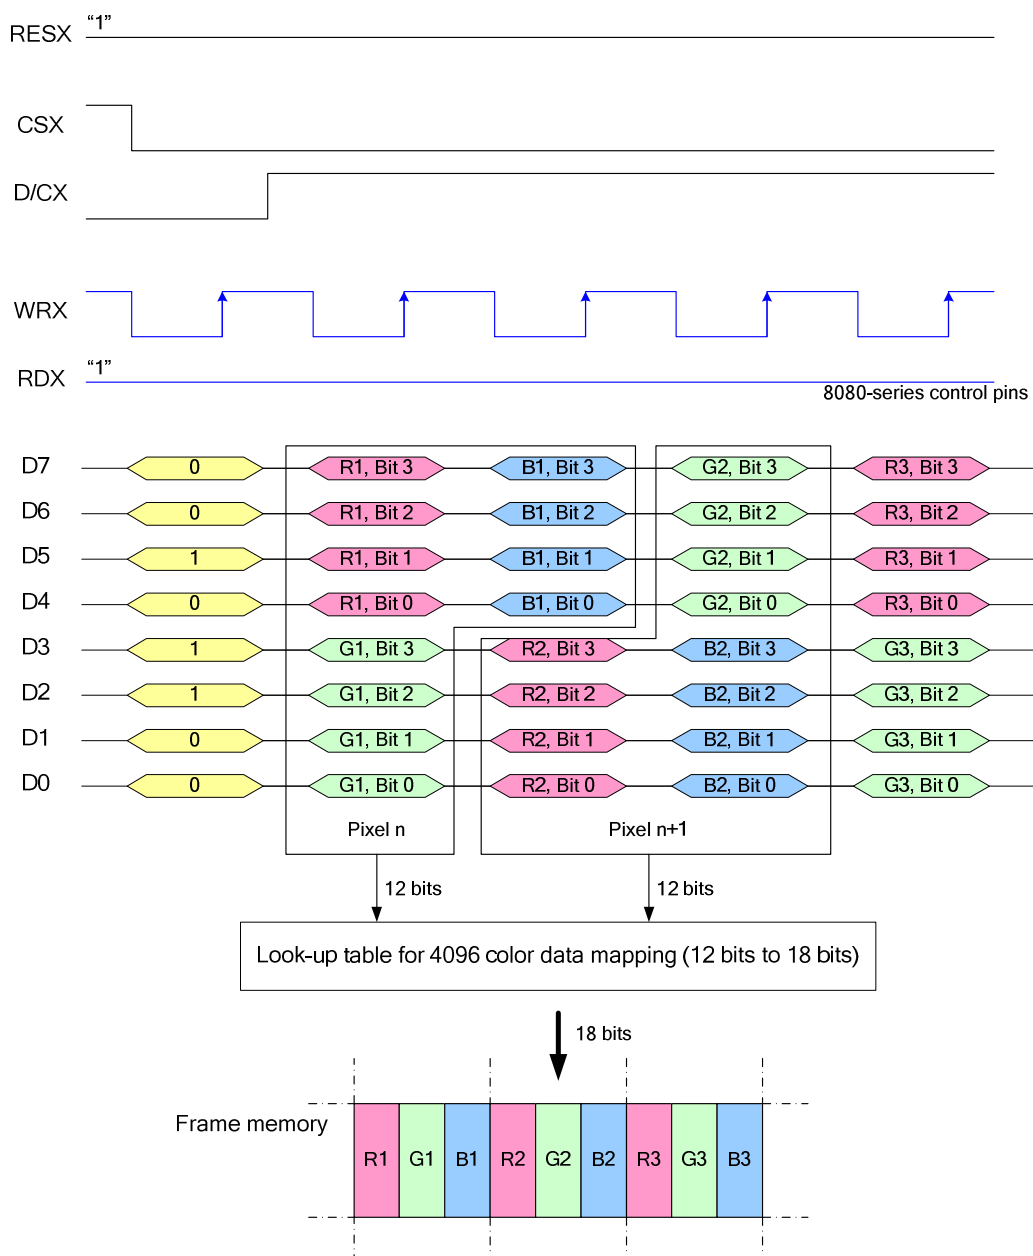 RESX “1”
CSX
D/CX
WRX
RDX “1”
8080-series control pins
D7 0 R1, Bit 3 B1, Bit 3 G2, Bit 3 R3, Bit 3
D6 0 R1, Bit 2 B1, Bit 2 G2, Bit 2 R3, Bit 2
D5 1 R1, Bit 1 B1, Bit 1 G2, Bit 1 R3, Bit 1
D4 0 R1, Bit 0 B1, Bit 0 G2, Bit 0 R3, Bit 0
D3 1 G1, Bit 3 R2, Bit 3 B2, Bit 3 G3, Bit 3
D2 1 G1, Bit 2 R2, Bit 2 B2, Bit 2 G3, Bit 2
D1 0 G1, Bit 1 R2, Bit 1 B2, Bit 1 G3, Bit 1
D0 0 G1, Bit 0 R2, Bit 0 B2, Bit 0 G3, Bit 0
Pixel n Pixel n+1
12 bits 12 bits
Look-up table for 4096 color data mapping (12 bits to 18 bits)
18 bits
Frame memory
R1 G1 B1 R2 G2 B2 R3 G3 B3